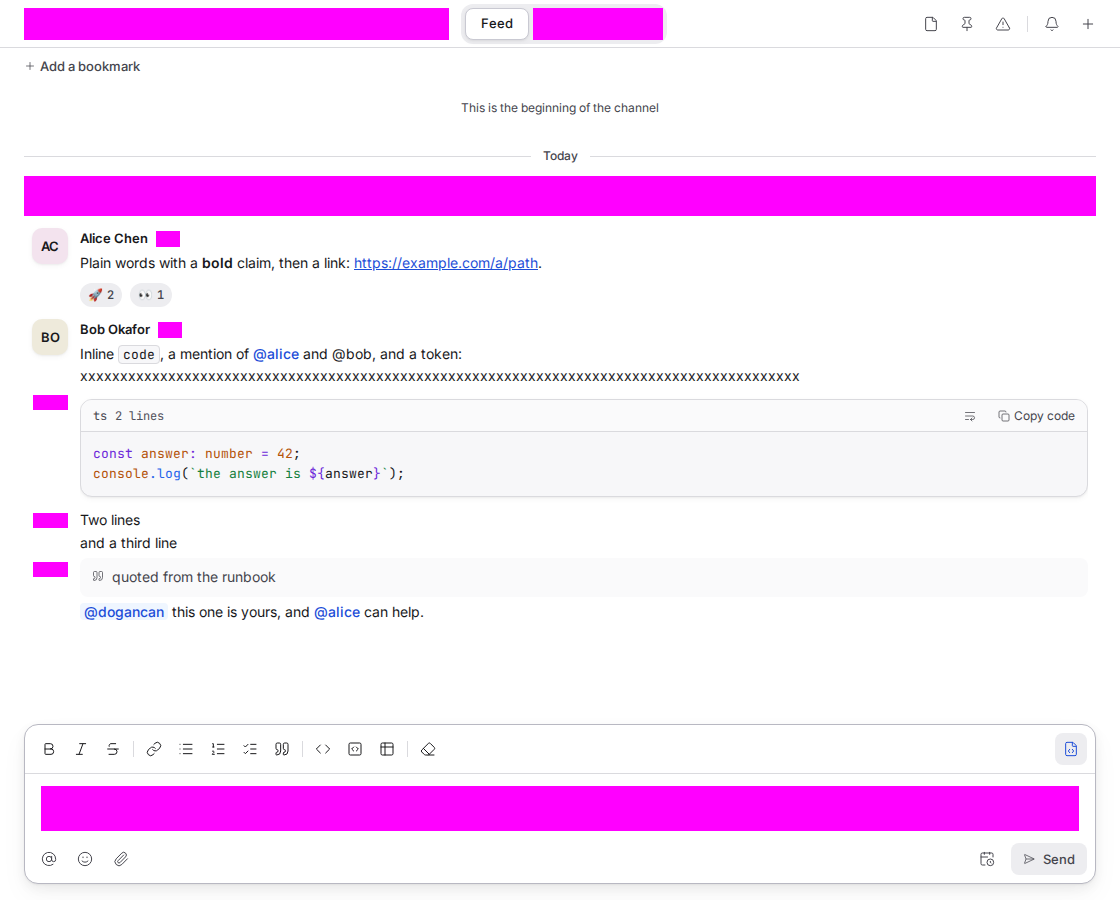 Feed
+ Add a bookmark
This is the beginning of the channel
Today
AC
Alice Chen
Plain words with a bold claim, then a link: https://example.com/a/path.
🚀 2 👀 1
BO
Bob Okafor
Inline code, a mention of @alice and @bob, and a token:
ts 2 lines
Copy code
const answer: number = 42;
console.log(`the answer is ${answer}`);
Two lines
and a third line
quoted from the runbook
@dogancan this one is yours, and @alice can help.
Send